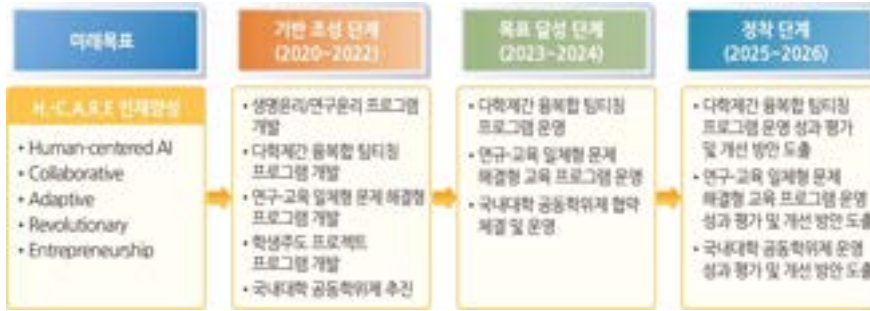 미래목표
H.-C.A.R.E 인재양성
• Human-centered AI
• Collaborative
• Adaptive
• Revolutionary
• Entrepreneurship
기반 조성 단계
(2020~2022)
• 생명윤리/연구윤리 프로그램
개발
• 다학제간 융복합 팀티칭
프로그램 개발
• 연구-교육 일체형 문제 해결형
프로그램 개발
• 학생주도 프로젝트
프로그램 개발
• 국내대학 공동학위제 추진
목표 달성 단계
(2023~2024)
• 다학제간 융복합 팀티칭
프로그램 운영
• 연구-교육 일체형 문제
해결형 교육 프로그램 운영
• 국내대학 공동학위제 협약
체결 및 운영
정착 단계
(2025~2026)
• 다학제간 융복합 팀티칭
프로그램 운영 성과 평가
및 개선 방안 도출
• 연구-교육 일체형 문제
해결형 교육 프로그램 운영
성과 평가 및 개선 방안 도출
• 국내대학 공동학위제 운영
성과 평가 및 개선 방안 도출